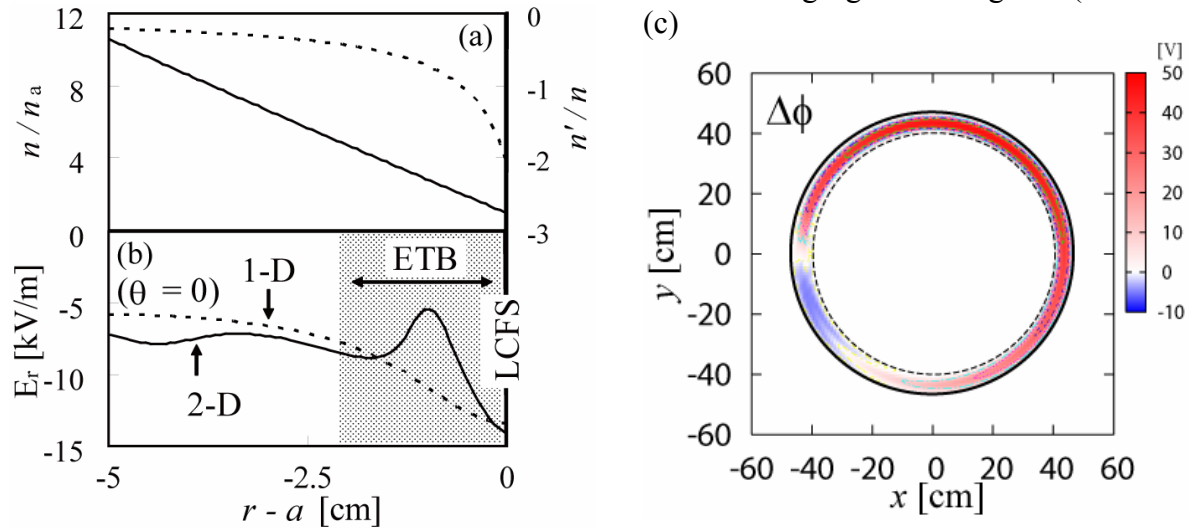 12
8
4
0
n / n a
(a)
0
-1
-2
-3
n' / n
0
-5
-10
-15
E r [kV/m]
(b)
(θ = 0)
1-D
2-D
ETB
LCFS
-5
-2.5
0
r - a [cm]
(c)
Δϕ
60
40
20
0
-20
-40
-60
y [cm]
-60 -40 -20 0 20 40 60
x [cm]
[V]
50
40
30
20
10
0
-10